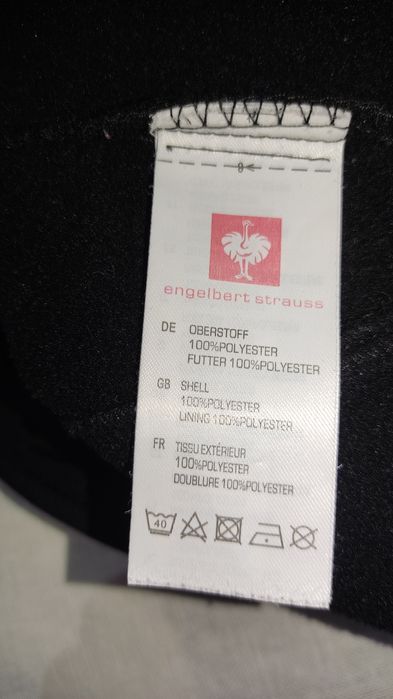 engelbert strauss
DE OBERSTOFF
100%POLYESTER
FUTTER 100%POLYESTER
GB SHELL
100%POLYESTER
LINING 100%POLYESTER
FR TISSU EXTÉRIEUR
100%POLYESTER
DOUBLURE 100%POLYESTER
40